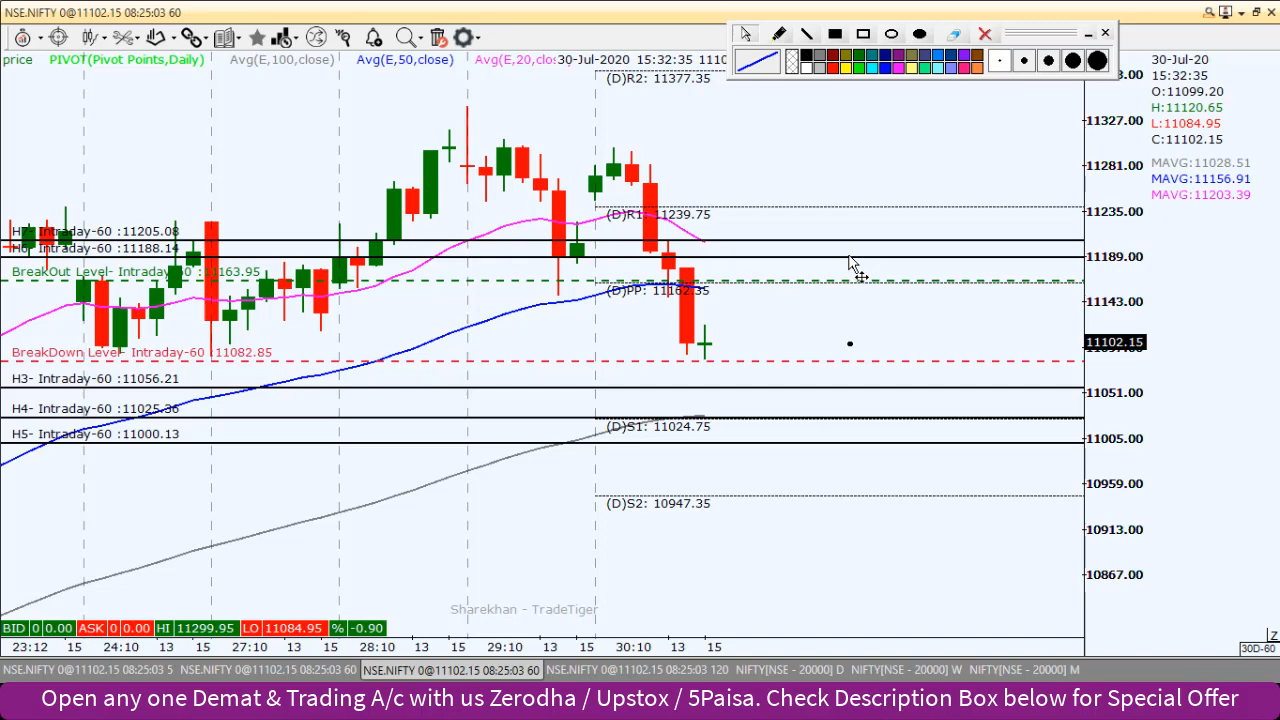 NSE.NIFTY 0@11102.15 08:25:03 60
price PIVOT(Pivot Points,Daily) Avg(E,100,close) Avg(E,50,close) Avg(E,20,clo 30-Jul-2020 15:32:35 1110
30-Jul-20
15:32:35
O:11099.20
H:11120.65
L:11084.95
C:11102.15
MAVG:11028.51
MAVG:11156.91
MAVG:11203.39
(D)R2: 11377.35
11327.00
11281.00
(D)R1: 11239.75
11235.00
H7- Intraday-60 :11205.08
H6- Intraday-60 :11188.14
11189.00
BreakOut Level- Intraday-60 :11163.95
(D)PP: 11162.35
11143.00
11102.15
BreakDown Level- Intraday-60 :11082.85
H3- Intraday-60 :11056.21
11051.00
H4- Intraday-60 :11025.36
(D)S1: 11024.75
H5- Intraday-60 :11000.13
11005.00
10959.00
(D)S2: 10947.35
10913.00
10867.00
Sharekhan - TradeTiger
BID 0 0.00 ASK 0 0.00 HI 11299.95 LO 11084.95 % -0.90
Z
23:12 15 24:10 13 15 27:10 13 15 28:10 13 15 29:10 13 15 30:10 13 15
30D-60
NSE.NIFTY 0@11102.15 08:25:03 5 NSE.NIFTY 0@11102.15 08:25:03 60 NSE.NIFTY 0@11102.15 08:25:03 60 NSE.NIFTY 0@11102.15 08:25:03 120 NIFTY[NSE - 20000] D NIFTY[NSE - 20000] W NIFTY[NSE - 20000] M
Open any one Demat & Trading A/c with us Zerodha / Upstox / 5Paisa. Check Description Box below for Special Offer